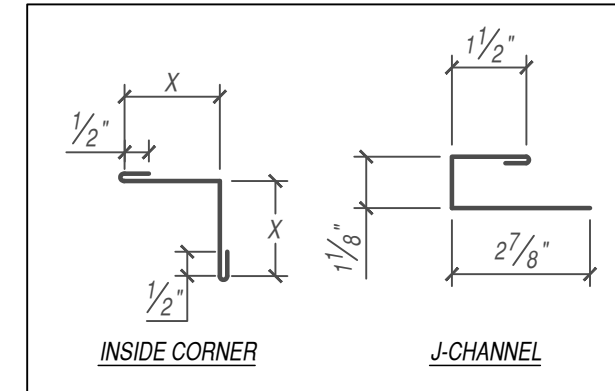 X
1/2"
X
1/2"
INSIDE CORNER
1 1/2"
1 1/8"
2 7/8"
J-CHANNEL